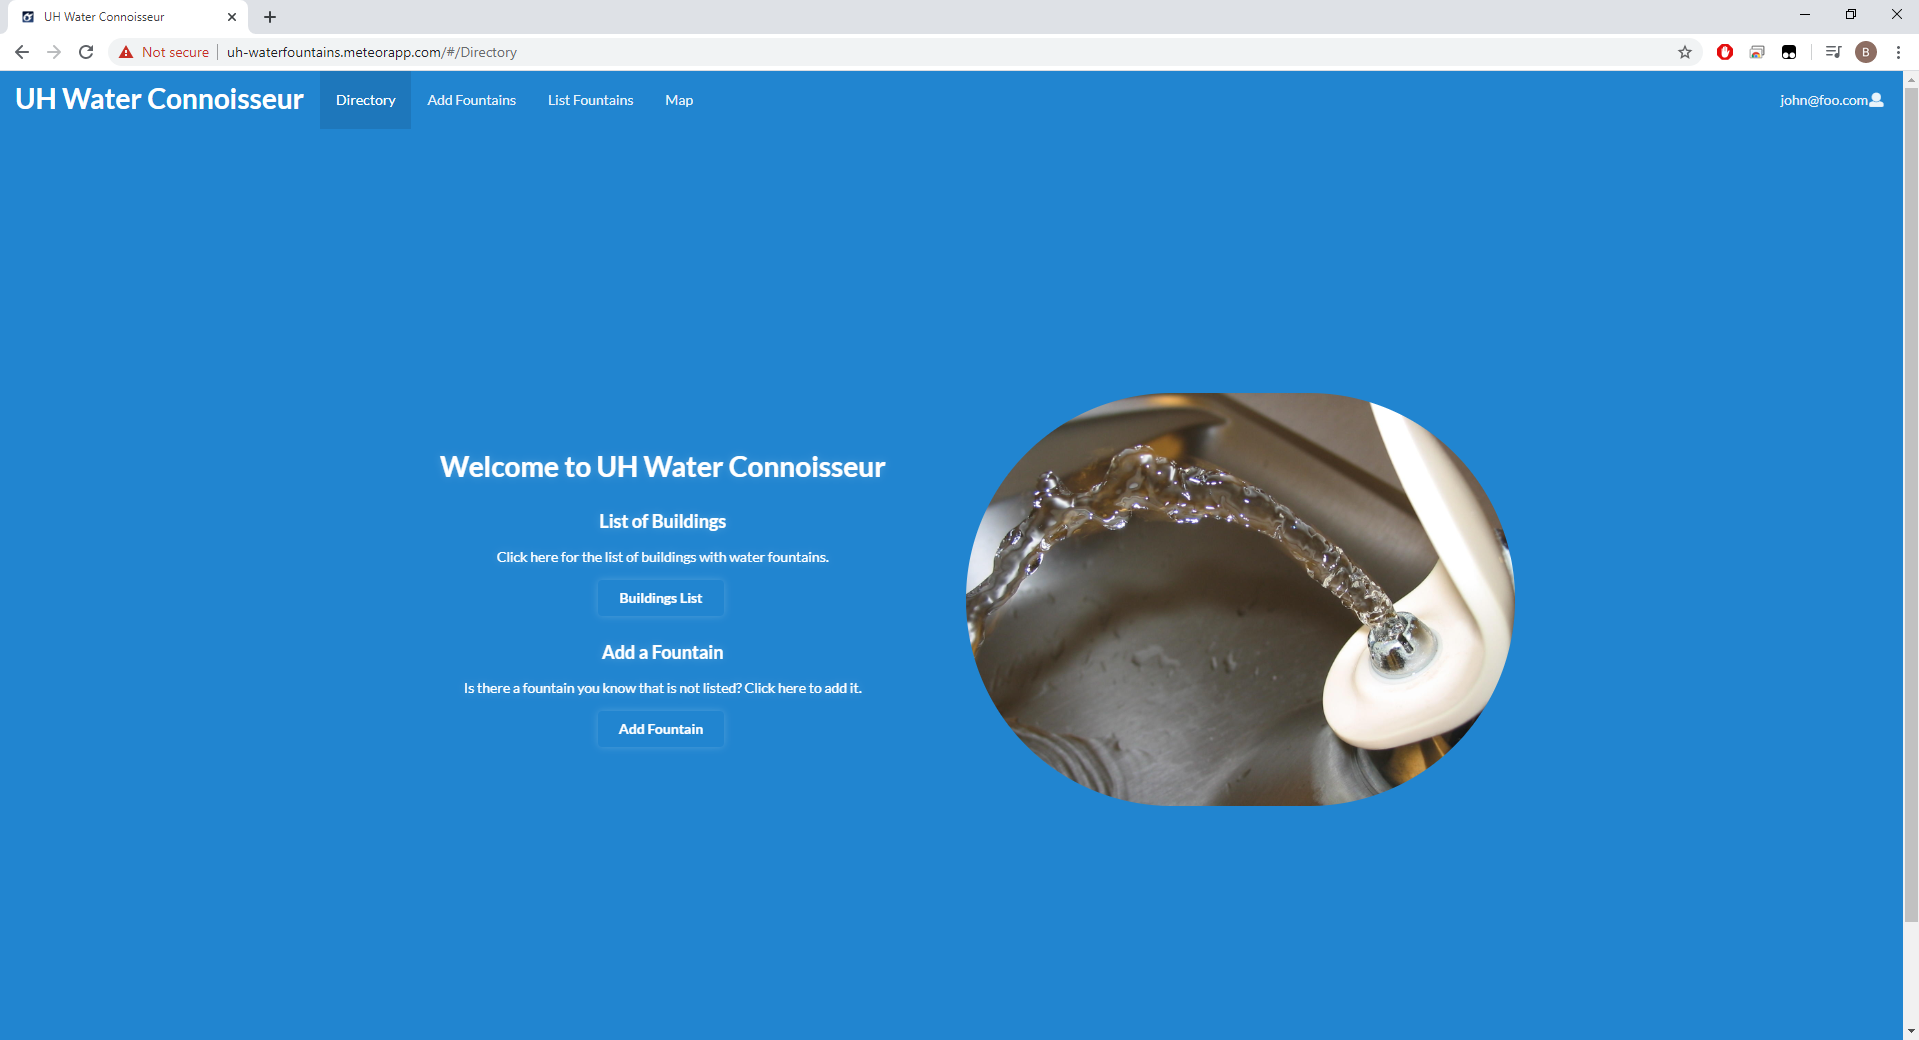 UH Water Connoisseur
Not secure
uh-waterfountains.meteorapp.com/#/Directory
B
UH Water Connoisseur
Directory
Add Fountains
List Fountains
Map
john@foo.com
Welcome to UH Water Connoisseur
List of Buildings
Click here for the list of buildings with water fountains.
Buildings List
Add a Fountain
Is there a fountain you know that is not listed? Click here to add it.
Add Fountain